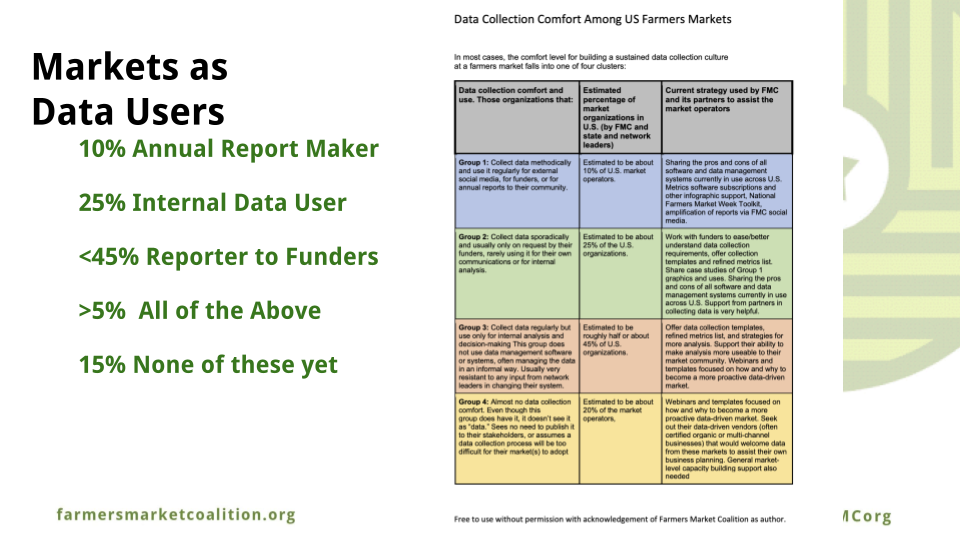 Markets as
Data Users
10% Annual Report Maker
25% Internal Data User
<45% Reporter to Funders
>5%  All of the Above
15% None of these yet
farmersmarketcoalition.org
Data Collection Comfort Among US Farmers Markets
In most cases, the comfort level for building a sustained data collection culture
at a farmers market falls into one of four clusters:
Data collection comfort and
use. Those organizations that:
Estimated
percentage of
market
organizations in
U.S. (by FMC and
state and network
leaders)
Current strategy used by FMC
and its partners to assist the
market operators
Group 1: Collect data methodically
and use it regularly for external
social media, for funders, or for
annual reports to their community.
Estimated to be about
10% of U.S. market
operators.
Sharing the pros and cons of all
software and data management
systems currently in use across U.S.
Metrics software subscriptions and
other infographic support, National
Farmers Market Week Toolkit,
amplification of reports via FMC social
media.
Group 2: Collect data sporadically
and usually only on request by their
funders, rarely using it for their own
communications or for internal
analysis.
Estimated to be about
25% of the U.S.
organizations.
Work with funders to ease/better
understand data collection
requirements, offer collection
templates and refined metrics list.
Share case studies of Group 1
graphics and uses. Sharing the pros
and cons of all software and data
management systems currently in use
across U.S. Support from partners in
collecting data is very helpful.
Group 3: Collect data regularly but
use only for internal analysis and
decision-making This group does
not use data management software
or systems, often managing the data
in an informal way. Usually very
resistant to any input from network
leaders in changing their system.
Estimated to be
roughly half or about
45% of U.S.
organizations.
Offer data collection templates,
refined metrics list, and strategies for
more analysis. Support their ability to
make analysis more useable to their
market community. Webinars and
templates focused on how and why to
become a more proactive data-driven
market.
Group 4: Almost no data collection
comfort. Even though this
group does have it, it doesn't see it
as "data." Sees no need to publish it
to their stakeholders, or assumes a
data collection process will be too
difficult for their market(s) to adopt
Estimated to be about
20% of the market
operators,
Webinars and templates focused on
how and why to become a more
proactive data-driven market. Seek
out their data-driven vendors (often
certified organic or multi-channel
businesses) that would welcome data
from these markets to assist their own
business planning. General market-
level capacity building support also
needed
Free to use without permission with acknowledgement of Farmers Market Coalition as author.
MCorg